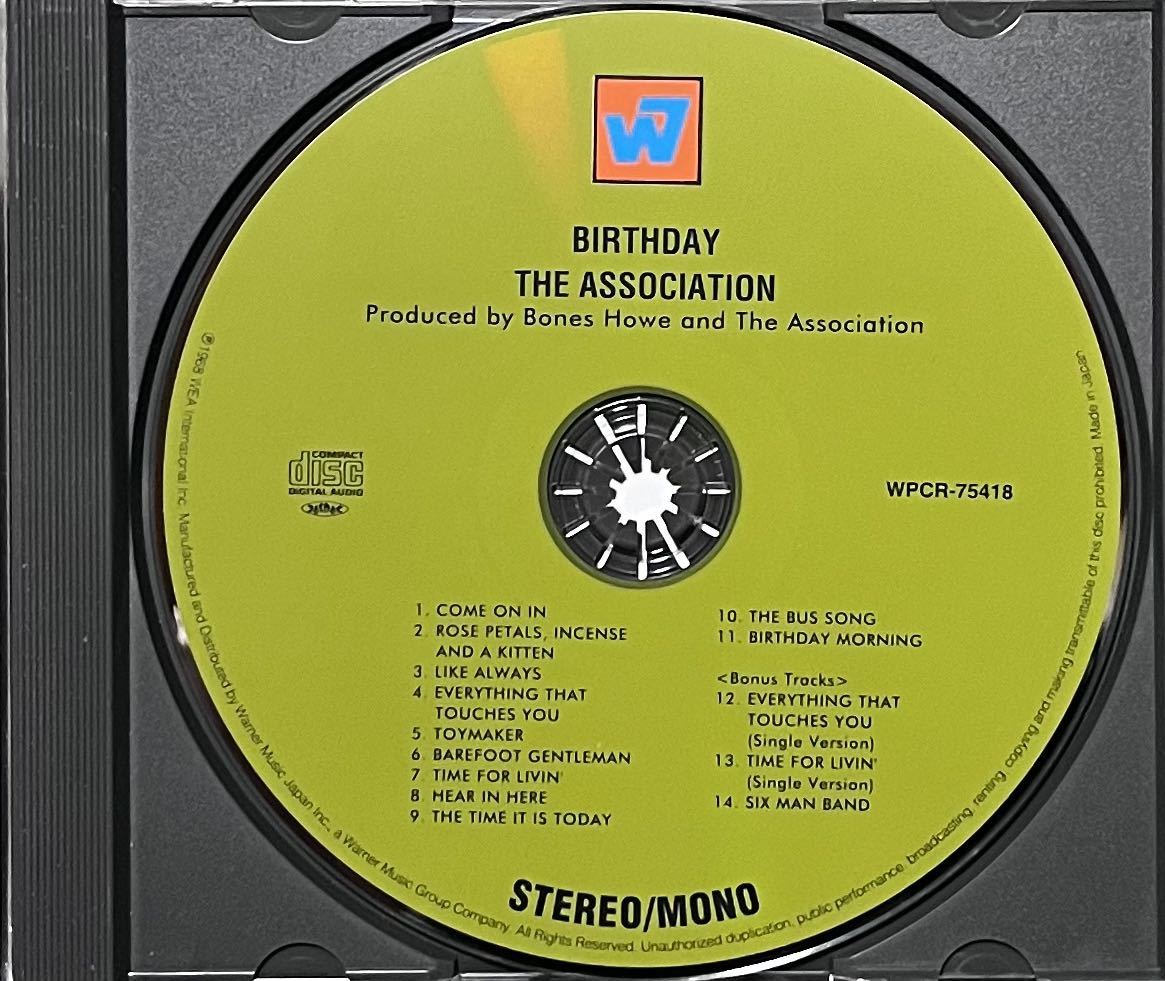 W7
BIRTHDAY
THE ASSOCIATION
Produced by Bones Howe and The Association
COMPACT
disc
DIGITAL AUDIO
WPCR-75418
1. COME ON IN
2. ROSE PETALS, INCENSE
AND A KITTEN
3. LIKE ALWAYS
4. EVERYTHING THAT
TOUCHES YOU
5. TOYMAKER
6. BAREFOOT GENTLEMAN
7. TIME FOR LIVIN'
8. HEAR IN HERE
9. THE TIME IT IS TODAY
10. THE BUS SONG
11. BIRTHDAY MORNING
<Bonus Tracks>
12. EVERYTHING THAT
TOUCHES YOU
(Single Version)
13. TIME FOR LIVIN'
(Single Version)
14. SIX MAN BAND
STEREO/MONO
℗1968 WEA International Inc. Manufactured and Distributed by Warner Music Japan Inc., a Warner Music Group Company. All Rights Reserved. Unauthorized duplication, public performance, broadcasting, renting, copying and making transmittable of this disc prohibited. Made in Japan